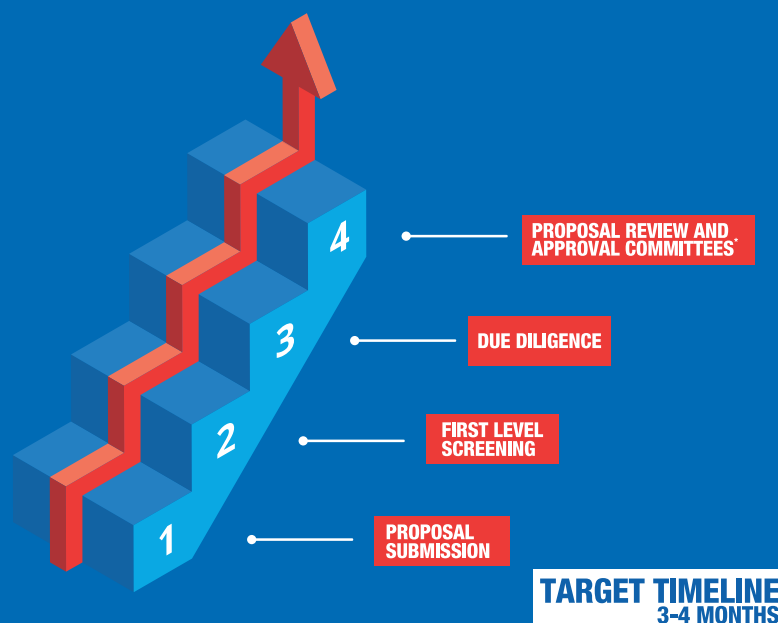 4
PROPOSAL REVIEW AND
APPROVAL COMMITTEES*
3
DUE DILIGENCE
2
FIRST LEVEL
SCREENING
1
PROPOSAL
SUBMISSION
TARGET TIMELINE
3-4 MONTHS